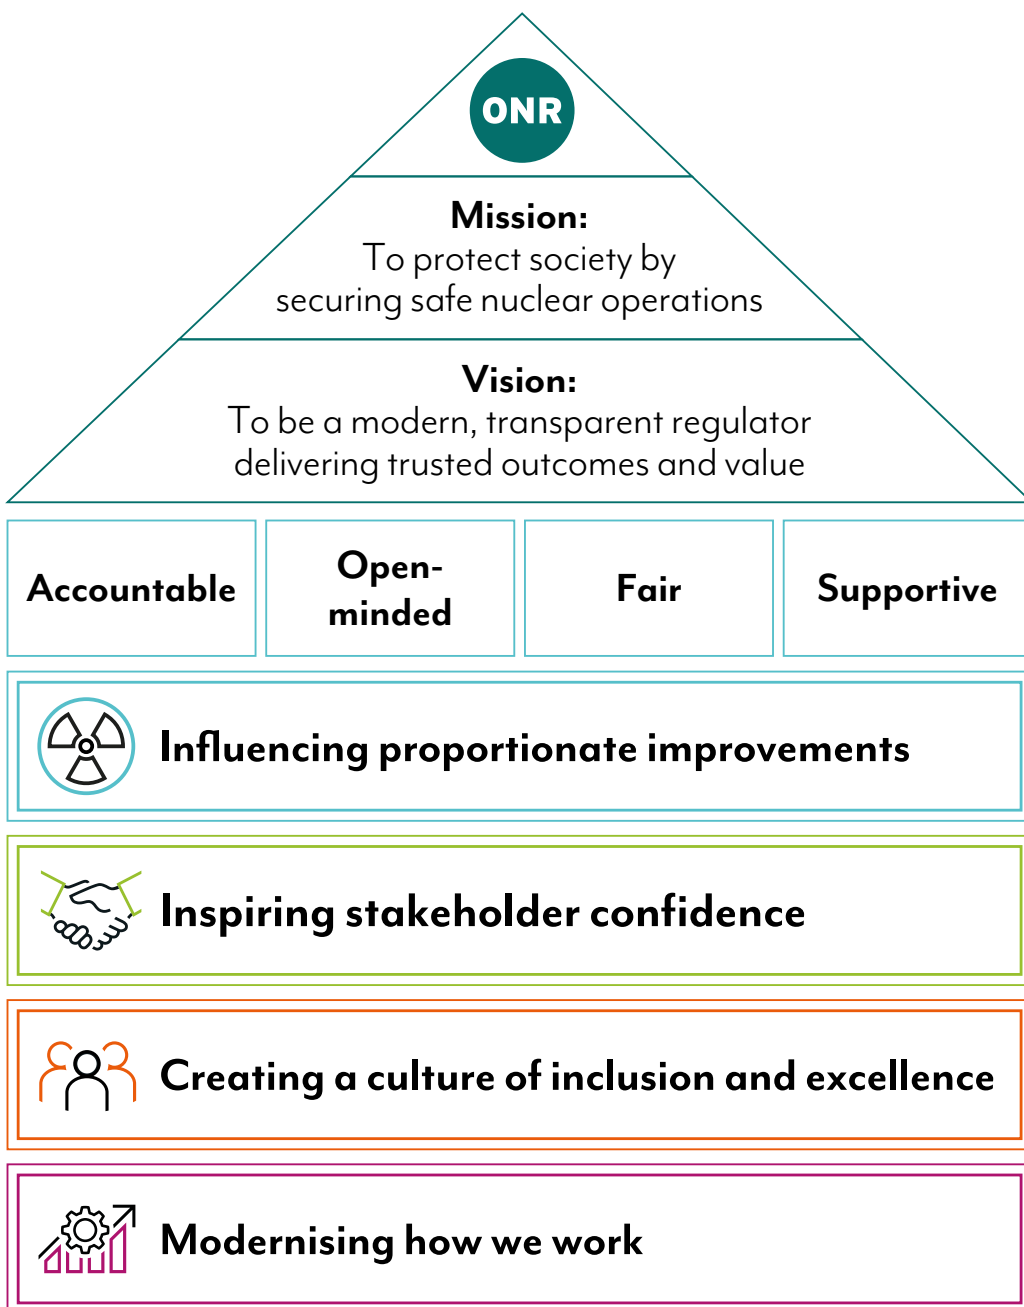 ONR
Mission:
To protect society by
securing safe nuclear operations
Vision:
To be a modern, transparent regulator
delivering trusted outcomes and value
Accountable
Open-
minded
Fair
Supportive
Influencing proportionate improvements
Inspiring stakeholder confidence
Creating a culture of inclusion and excellence
Modernising how we work